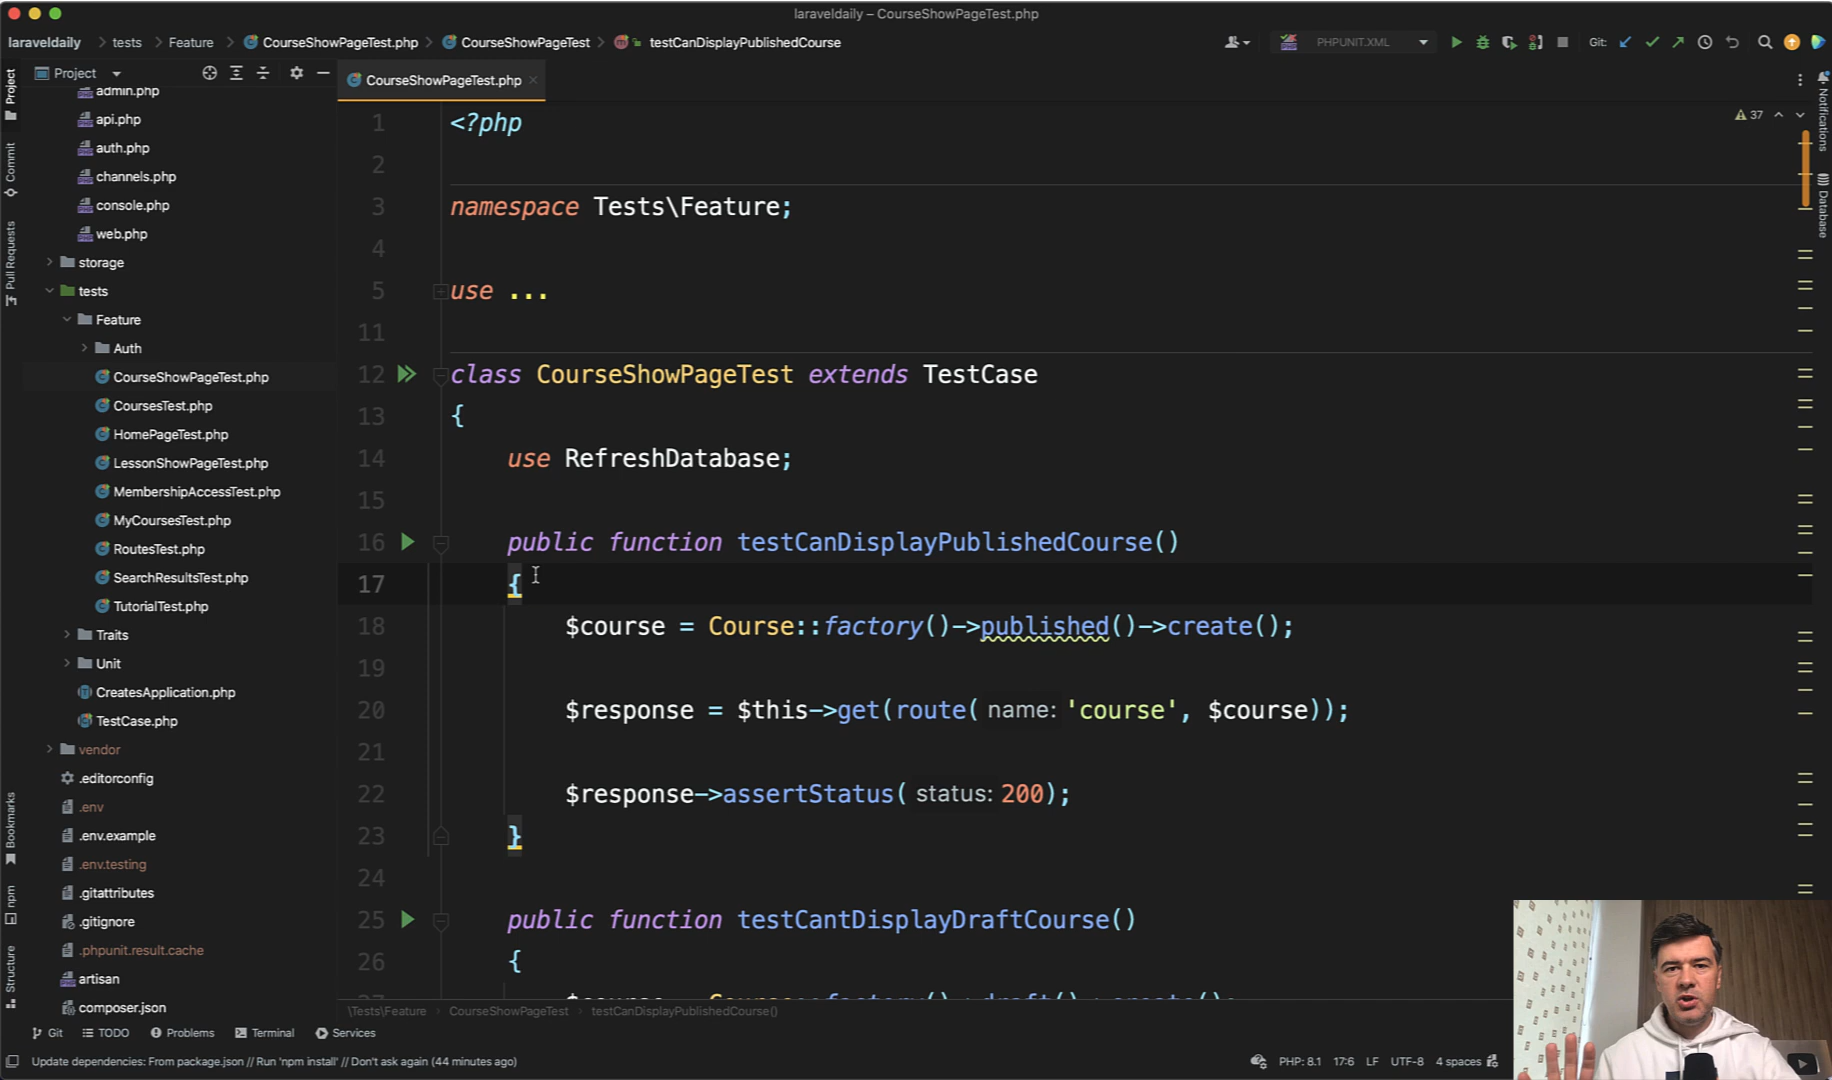 laraveldaily – CourseShowPageTest.php
laraveldaily
tests
Feature
CourseShowPageTest.php
CourseShowPageTest
testCanDisplayPublishedCourse
PHPUNIT.XML
Git:
Project
CourseShowPageTest.php
Project
Commit
Pull Requests
Bookmarks
npm
Structure
Notifications
Database
37
admin.php
api.php
auth.php
channels.php
console.php
web.php
storage
tests
Feature
Auth
CourseShowPageTest.php
CoursesTest.php
HomePageTest.php
LessonShowPageTest.php
MembershipAccessTest.php
MyCoursesTest.php
RoutesTest.php
SearchResultsTest.php
TutorialTest.php
Traits
Unit
CreatesApplication.php
TestCase.php
vendor
.editorconfig
.env
.env.example
.env.testing
.gitattributes
.gitignore
.phpunit.result.cache
artisan
composer.json
1 <?php
2
3 namespace Tests\Feature;
4
5 use ...
11
12 class CourseShowPageTest extends TestCase
13 {
14 use RefreshDatabase;
15
16 public function testCanDisplayPublishedCourse()
17 {
18 $course = Course::factory()->published()->create();
19
20 $response = $this->get(route( name: 'course', $course));
21
22 $response->assertStatus( status: 200);
23 }
24
25 public function testCantDisplayDraftCourse()
26 {
27 $course = Course::factory()->draft()->create();
\Tests\Feature
CourseShowPageTest
testCanDisplayPublishedCourse()
Git
TODO
Problems
Terminal
Services
Update dependencies: From package.json // Run 'npm install' // Don't ask again (44 minutes ago)
PHP: 8.1
17:6
LF
UTF-8
4 spaces